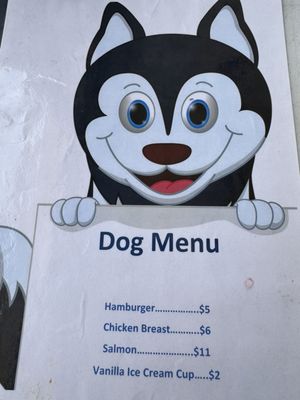 Dog Menu
Hamburger.................$5
Chicken Breast...........$6
Salmon......................$11
Vanilla Ice Cream Cup.....$2